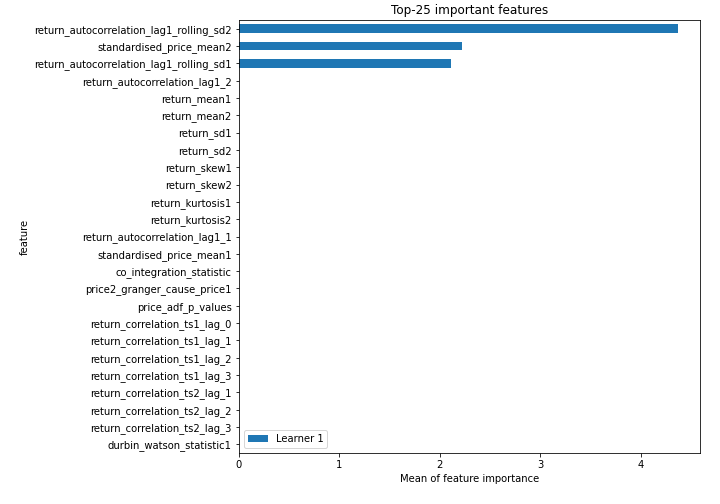 Top-25 important features
return_autocorrelation_lag1_rolling_sd2
standardised_price_mean2
return_autocorrelation_lag1_rolling_sd1
return_autocorrelation_lag1_2
return_mean1
return_mean2
return_sd1
return_sd2
return_skew1
return_skew2
return_kurtosis1
return_kurtosis2
return_autocorrelation_lag1_1
standardised_price_mean1
co_integration_statistic
price2_granger_cause_price1
price_adf_p_values
return_correlation_ts1_lag_0
return_correlation_ts1_lag_1
return_correlation_ts1_lag_2
return_correlation_ts1_lag_3
return_correlation_ts2_lag_1
return_correlation_ts2_lag_2
return_correlation_ts2_lag_3
durbin_watson_statistic1
feature
Learner 1
0 1 2 3 4
Mean of feature importance